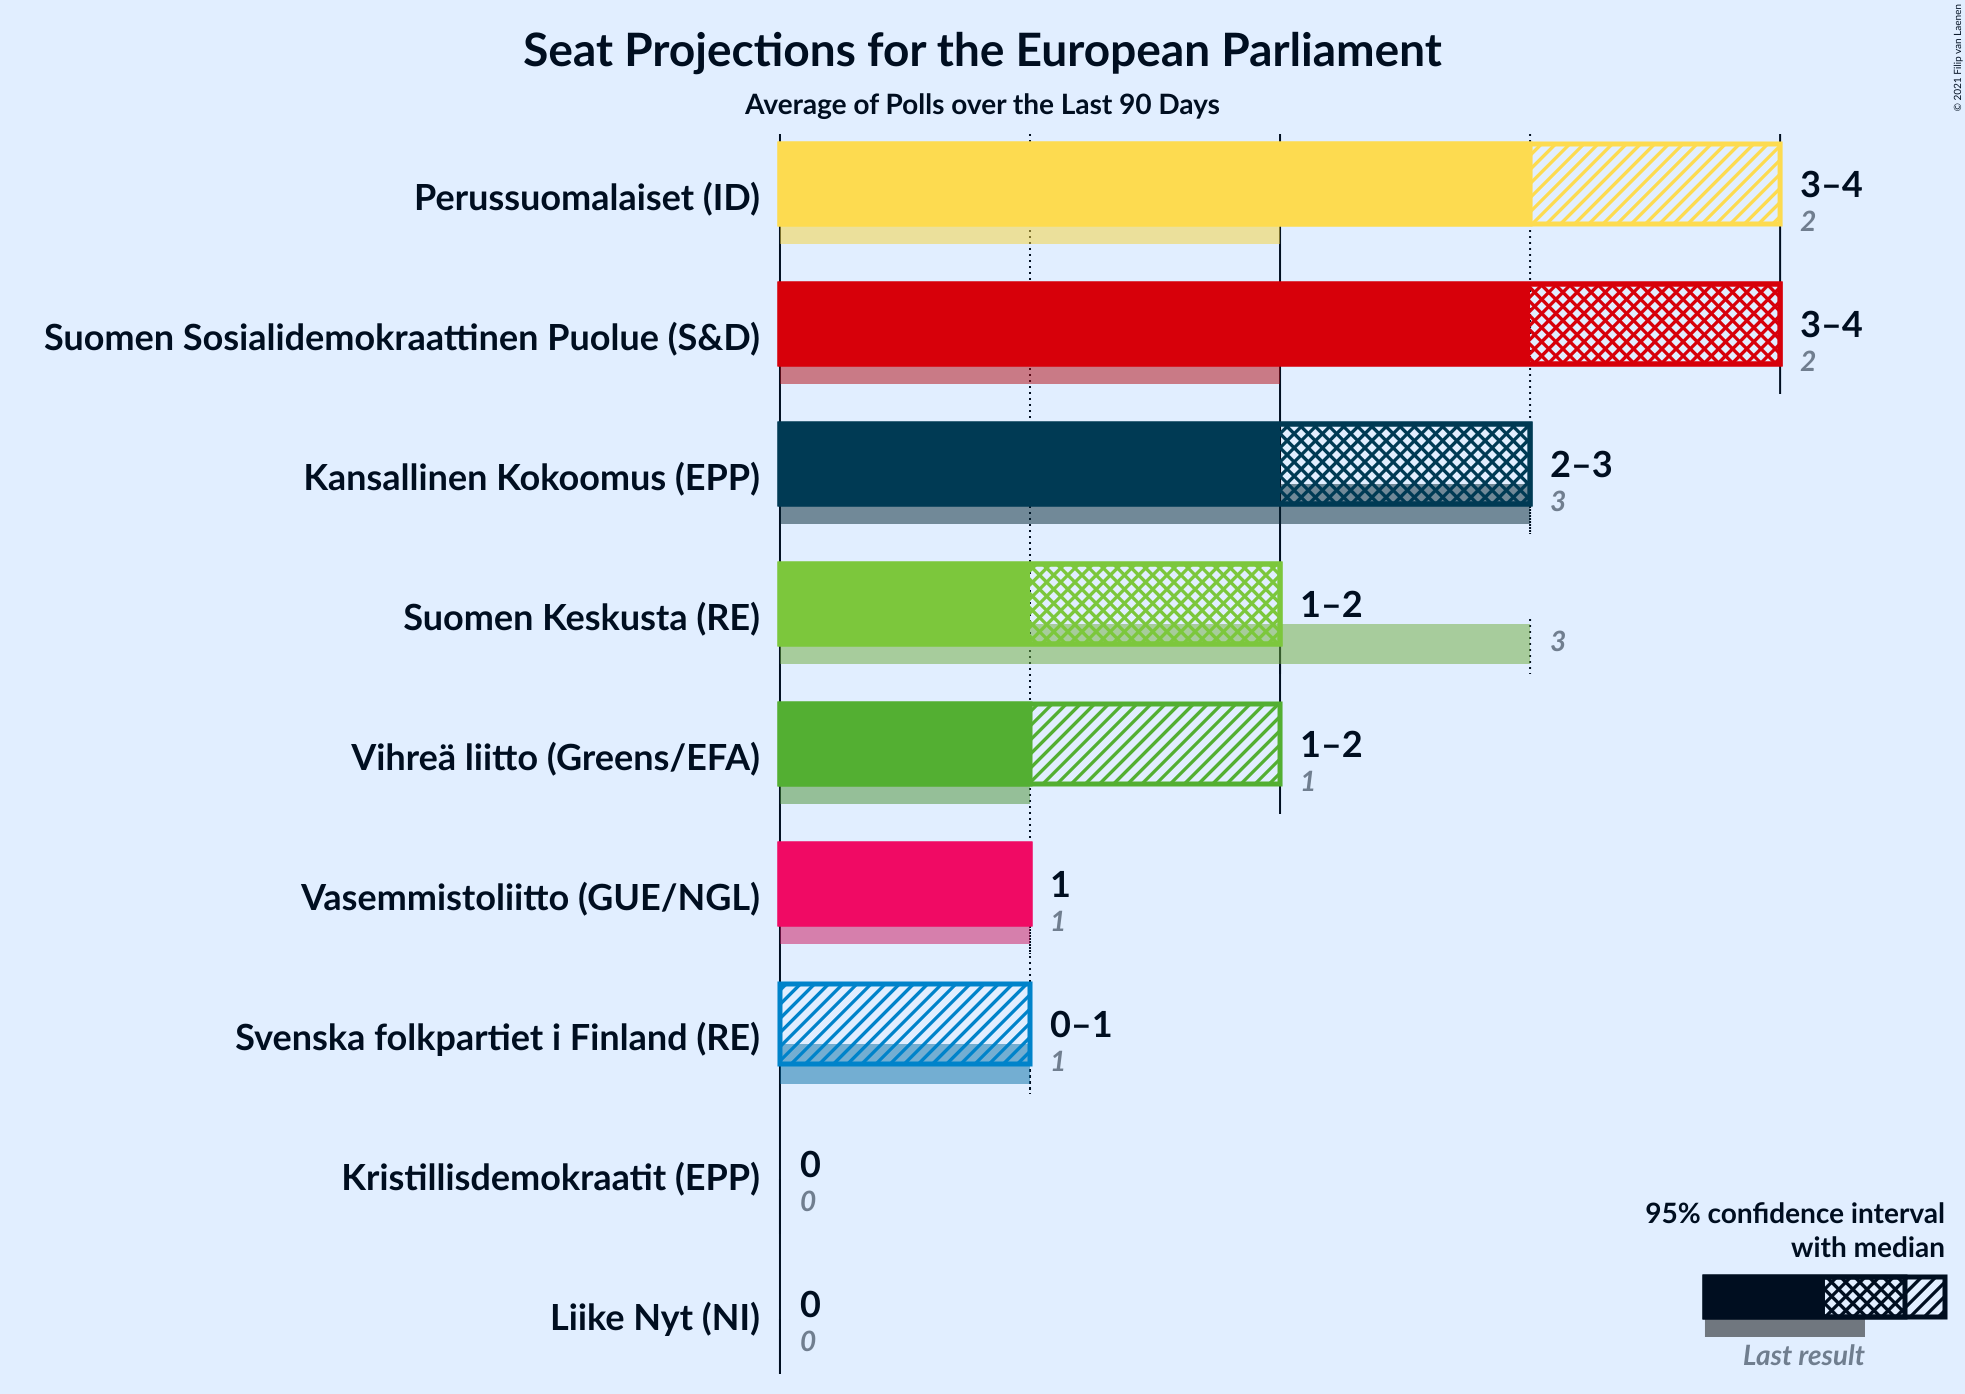 Seat Projections for the European Parliament
Average of Polls over the Last 90 Days
© 2021 Filip van Laenen
Perussuomalaiset (ID)
3–4
2
Suomen Sosialidemokraattinen Puolue (S&D)
3–4
2
Kansallinen Kokoomus (EPP)
2–3
3
Suomen Keskusta (RE)
1–2
3
Vihreä liitto (Greens/EFA)
1–2
1
Vasemmistoliitto (GUE/NGL)
1
1
Svenska folkpartiet i Finland (RE)
0–1
1
Kristillisdemokraatit (EPP)
0
0
Liike Nyt (NI)
0
0
95% confidence interval
with median
Last result